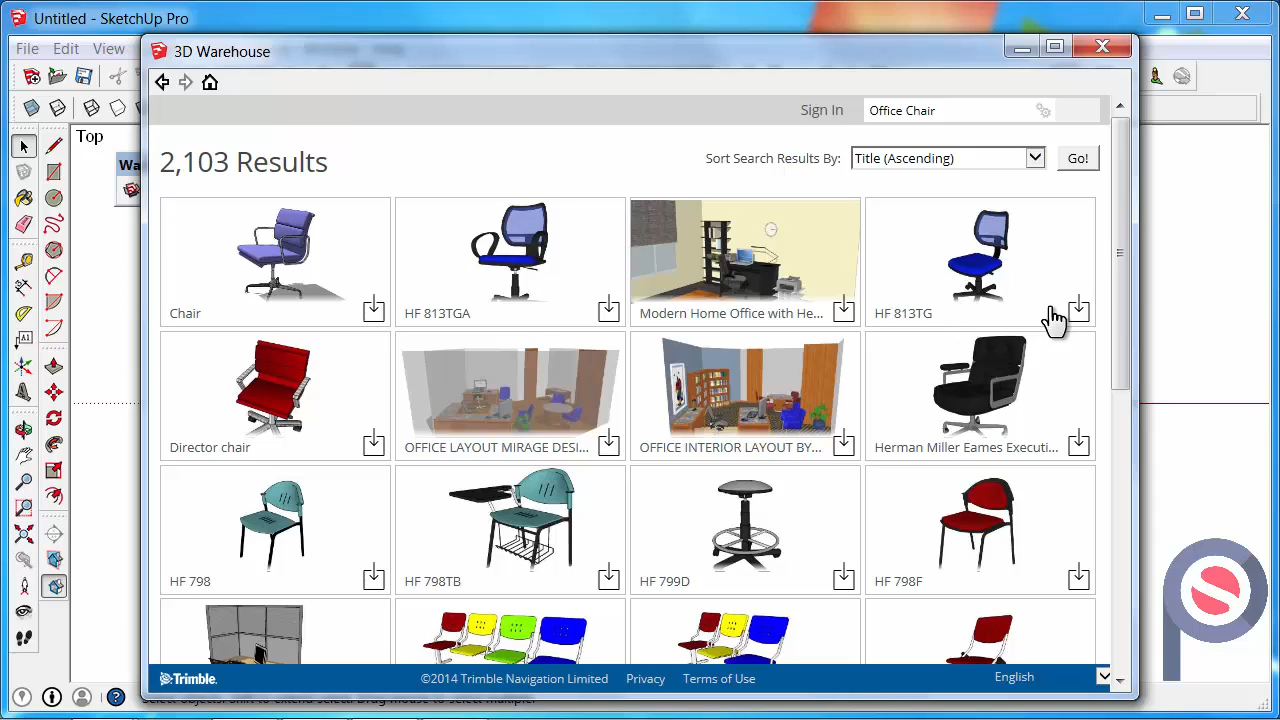 Untitled - SketchUp Pro
File Edit View
3D Warehouse
Sign In Office Chair
Top
2,103 Results
Sort Search Results By: Title (Ascending) Go!
Wa
Chair HF 813TGA Modern Home Office with He... HF 813TG
Director chair OFFICE LAYOUT MIRAGE DESI... OFFICE INTERIOR LAYOUT BY... Herman Miller Eames Executi...
HF 798 HF 798TB HF 799D HF 798F
Trimble. ©2014 Trimble Navigation Limited Privacy Terms of Use English